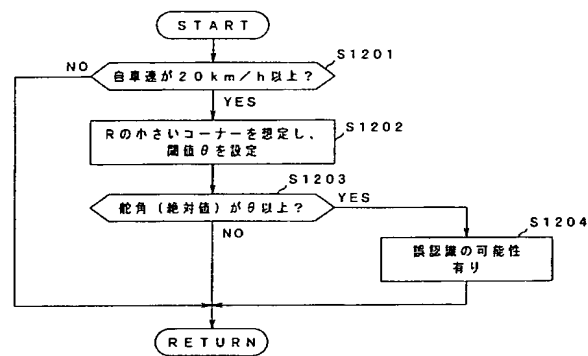 START
S1201
NO
自車速が20km/h以上?
YES
S1202
Rの小さいコーナーを想定し、
閾値θを設定
S1203
舵角(絶対値)がθ以上?
YES
NO
S1204
誤認識の可能性
有り
RETURN